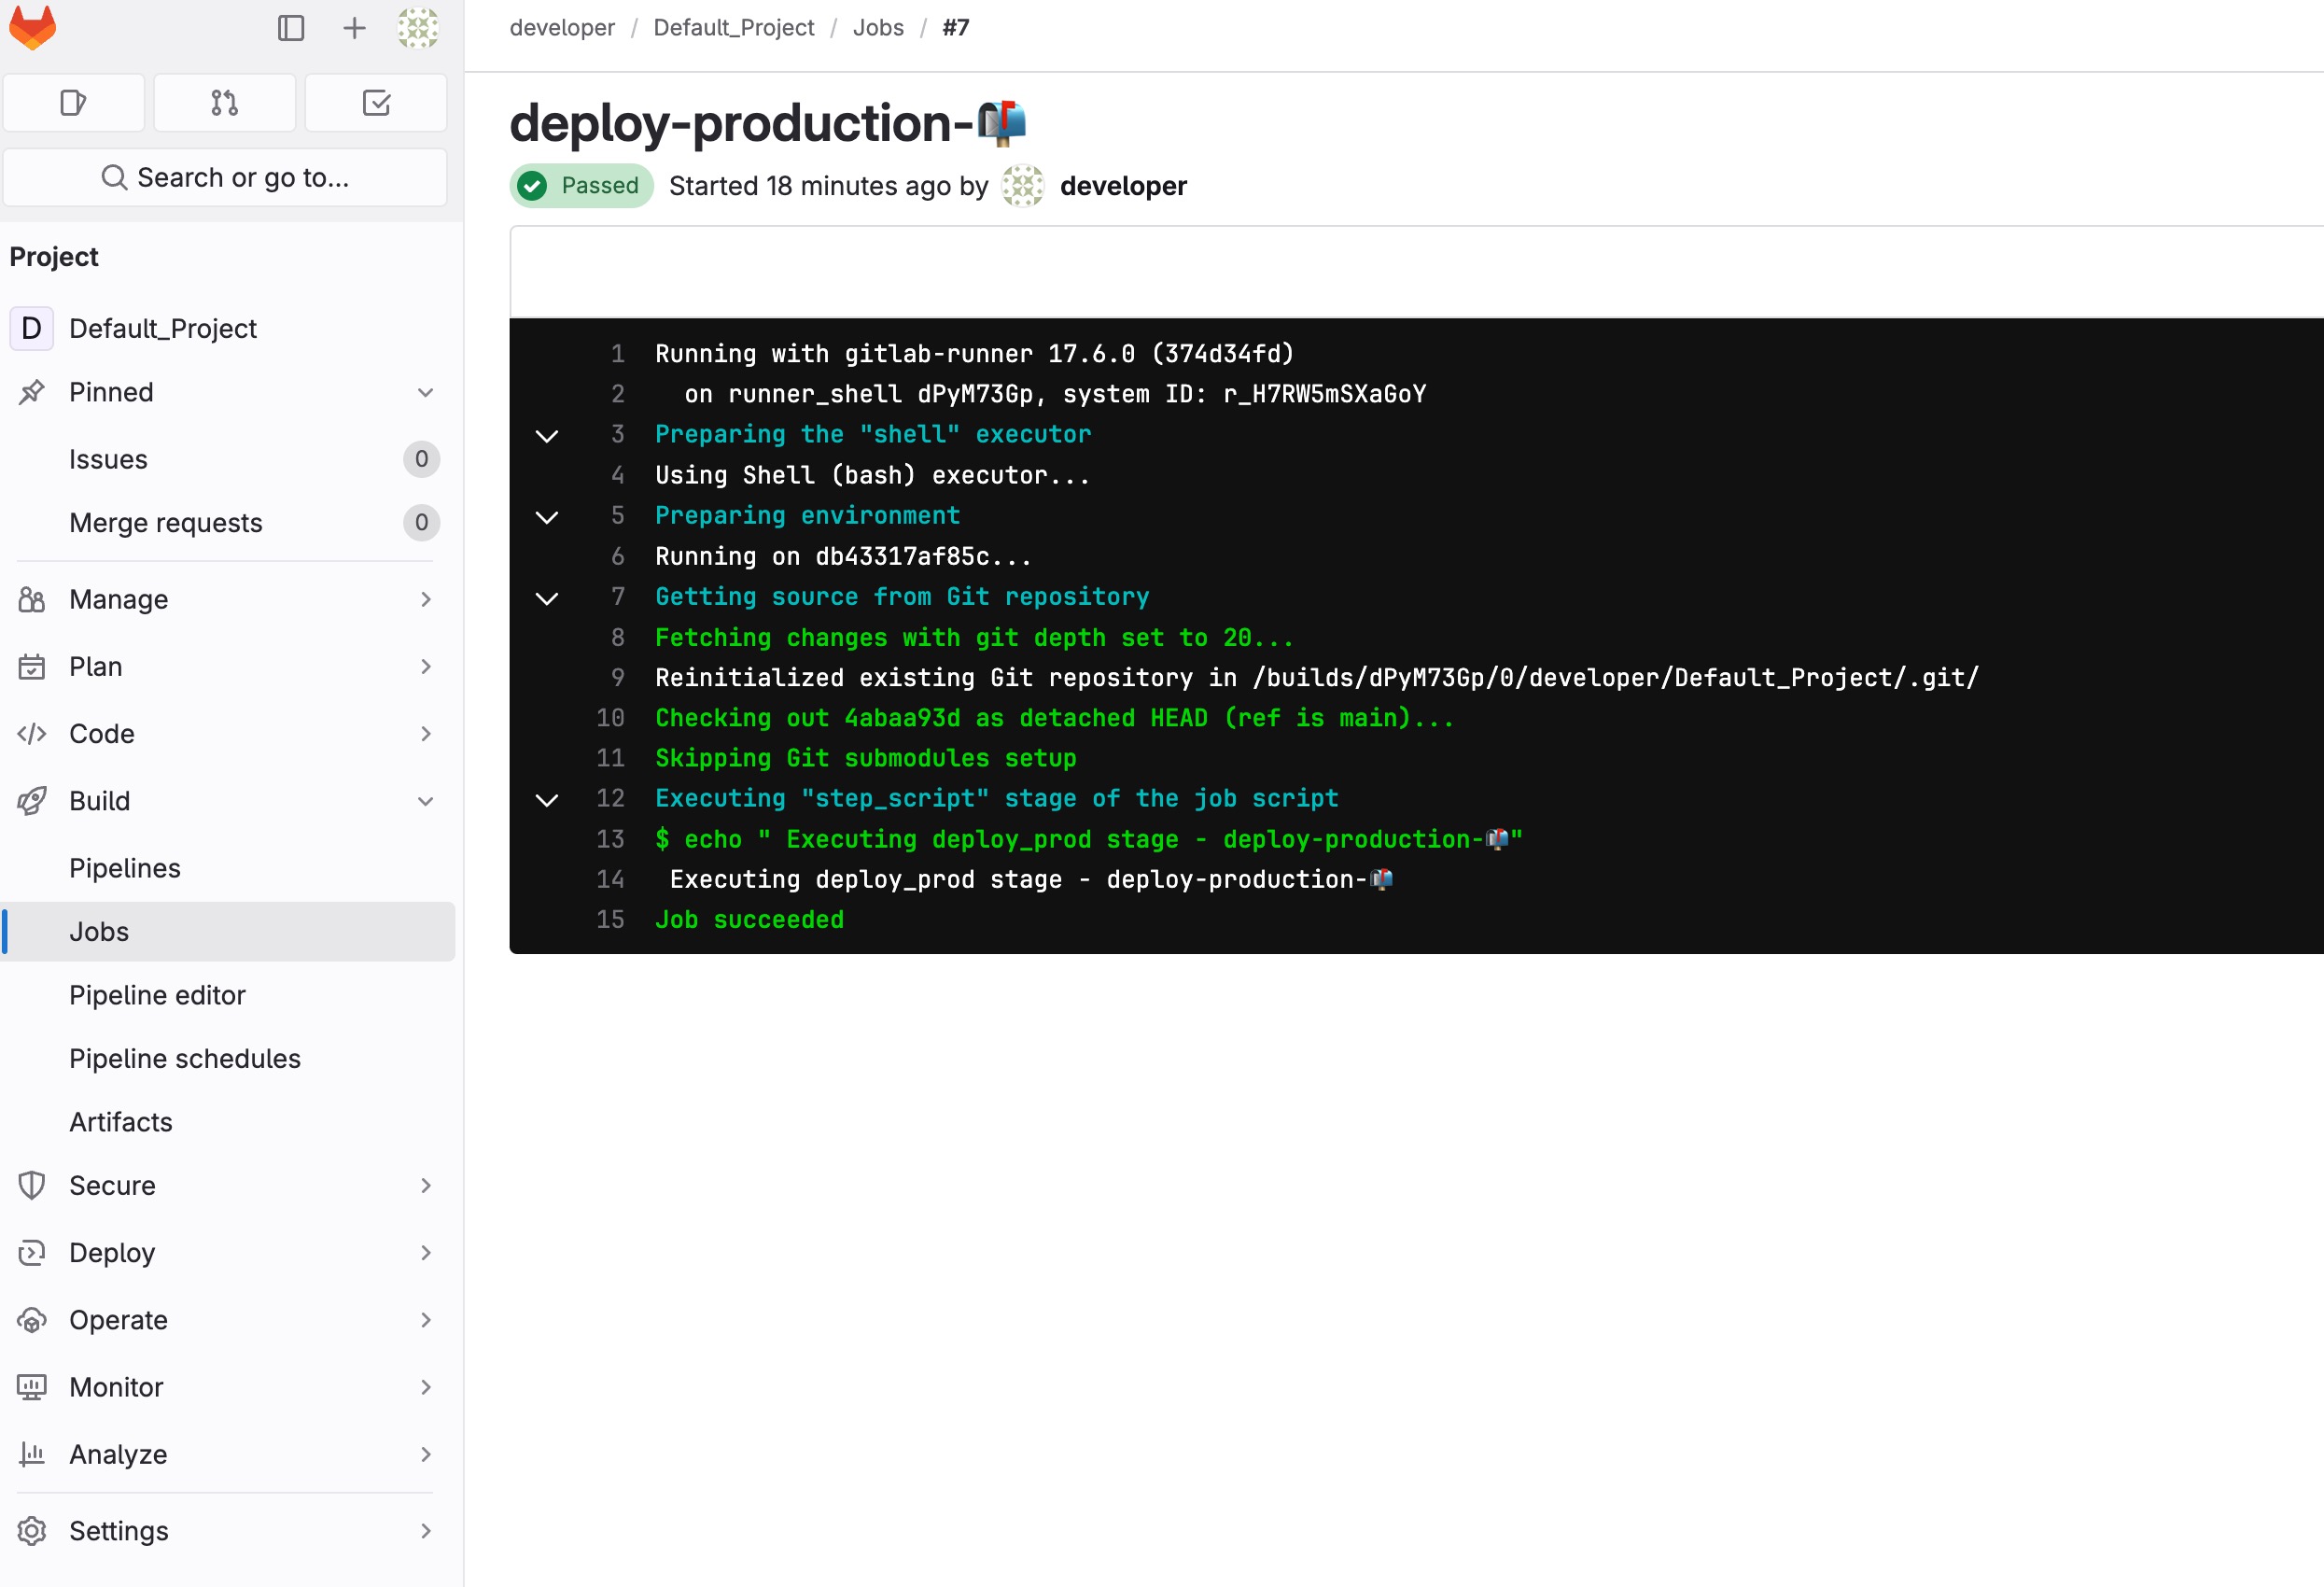 developer / Default_Project / Jobs / #7
Search or go to...
Project
D Default_Project
Pinned
Issues 0
Merge requests 0
Manage
Plan
Code
Build
Pipelines
Jobs
Pipeline editor
Pipeline schedules
Artifacts
Secure
Deploy
Operate
Monitor
Analyze
Settings
deploy-production-📬
Passed Started 18 minutes ago by developer
1 Running with gitlab-runner 17.6.0 (374d34fd)
2 on runner_shell dPyM73Gp, system ID: r_H7RW5mSXaGoY
3 Preparing the "shell" executor
4 Using Shell (bash) executor...
5 Preparing environment
6 Running on db43317af85c...
7 Getting source from Git repository
8 Fetching changes with git depth set to 20...
9 Reinitialized existing Git repository in /builds/dPyM73Gp/0/developer/Default_Project/.git/
10 Checking out 4abaa93d as detached HEAD (ref is main)...
11 Skipping Git submodules setup
12 Executing "step_script" stage of the job script
13 $ echo " Executing deploy_prod stage - deploy-production-📬"
14 Executing deploy_prod stage - deploy-production-📬
15 Job succeeded